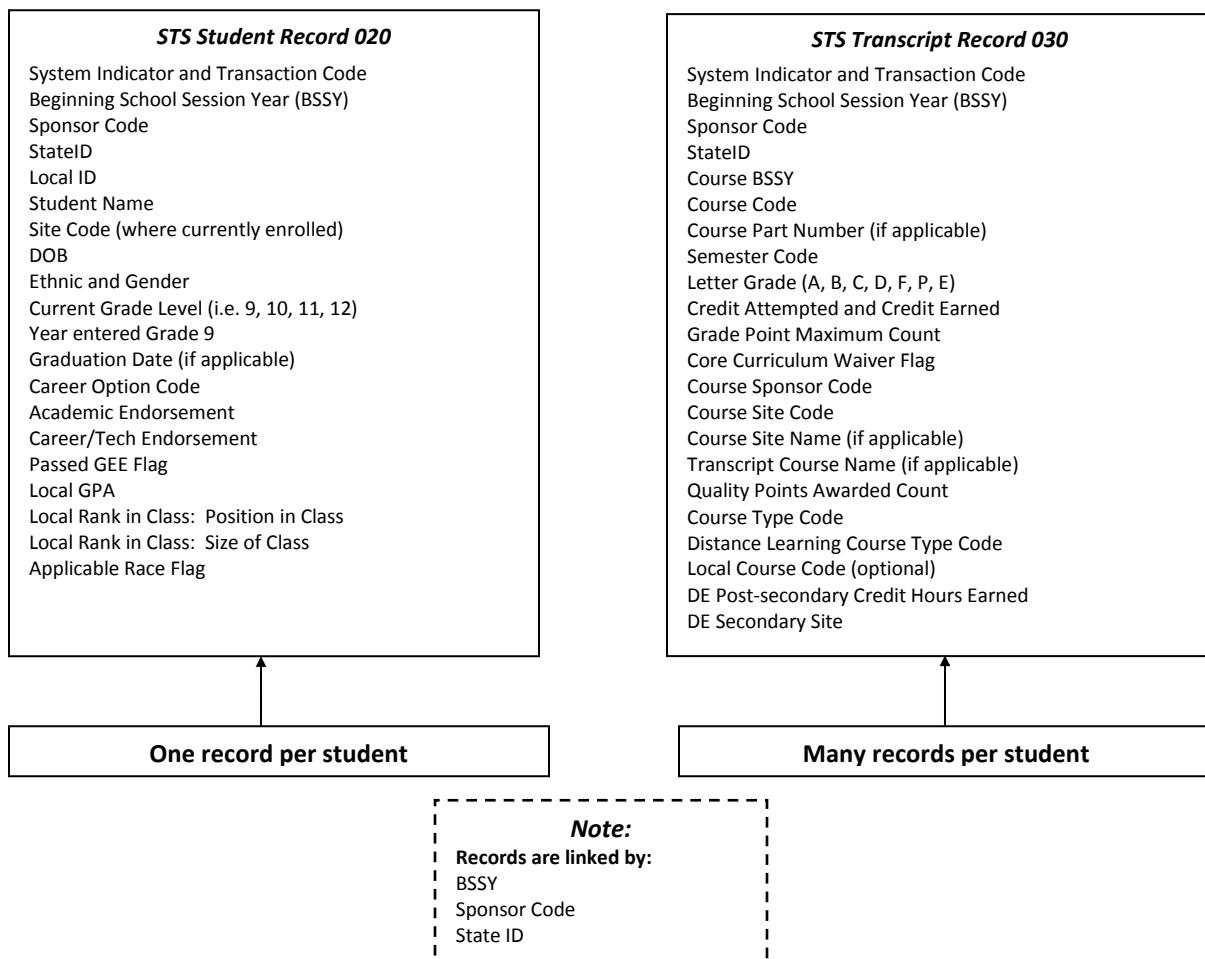 STS Student Record 020
System Indicator and Transaction Code
Beginning School Session Year (BSSY)
Sponsor Code
StateID
Local ID
Student Name
Site Code (where currently enrolled)
DOB
Ethnic and Gender
Current Grade Level (i.e. 9, 10, 11, 12)
Year entered Grade 9
Graduation Date (if applicable)
Career Option Code
Academic Endorsement
Career/Tech Endorsement
Passed GEE Flag
Local GPA
Local Rank in Class:  Position in Class
Local Rank in Class:  Size of Class
Applicable Race Flag
One record per student
STS Transcript Record 030
System Indicator and Transaction Code
Beginning School Session Year (BSSY)
Sponsor Code
StateID
Course BSSY
Course Code
Course Part Number (if applicable)
Semester Code
Letter Grade (A, B, C, D, F, P, E)
Credit Attempted and Credit Earned
Grade Point Maximum Count
Core Curriculum Waiver Flag
Course Sponsor Code
Course Site Code
Course Site Name (if applicable)
Transcript Course Name (if applicable)
Quality Points Awarded Count
Course Type Code
Distance Learning Course Type Code
Local Course Code (optional)
DE Post-secondary Credit Hours Earned
DE Secondary Site
Many records per student
Note:
Records are linked by:
BSSY
Sponsor Code
State ID